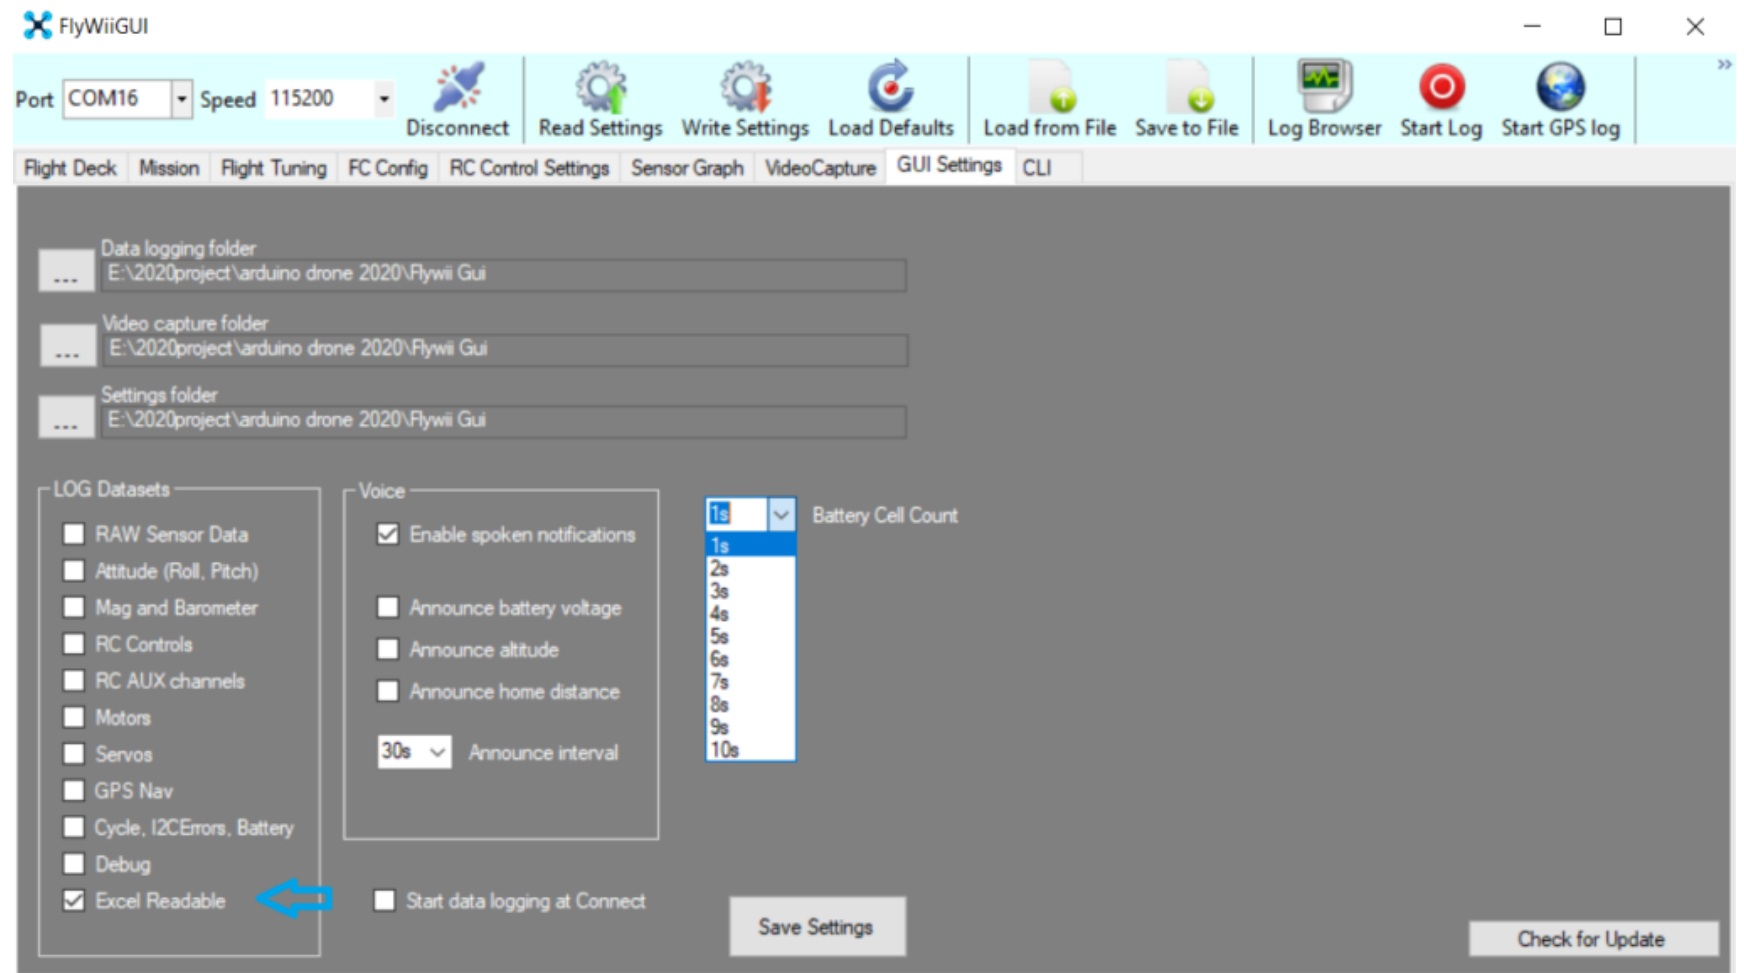 FlyWiiGUI
Port COM16 Speed 115200
Disconnect Read Settings Write Settings Load Defaults Load from File Save to File Log Browser Start Log Start GPS log
Flight Deck Mission Flight Tuning FC Config RC Control Settings Sensor Graph VideoCapture GUI Settings CLI
Data logging folder
... E:\2020project\arduino drone 2020\Flywii Gui
Video capture folder
... E:\2020project\arduino drone 2020\Flywii Gui
Settings folder
... E:\2020project\arduino drone 2020\Flywii Gui
LOG Datasets
RAW Sensor Data
Attitude (Roll, Pitch)
Mag and Barometer
RC Controls
RC AUX channels
Motors
Servos
GPS Nav
Cycle, I2CErrors, Battery
Debug
Excel Readable
Voice
Enable spoken notifications
Announce battery voltage
Announce altitude
Announce home distance
30s Announce interval
Start data logging at Connect
1s Battery Cell Count
1s
2s
3s
4s
5s
6s
7s
8s
9s
10s
Save Settings
Check for Update